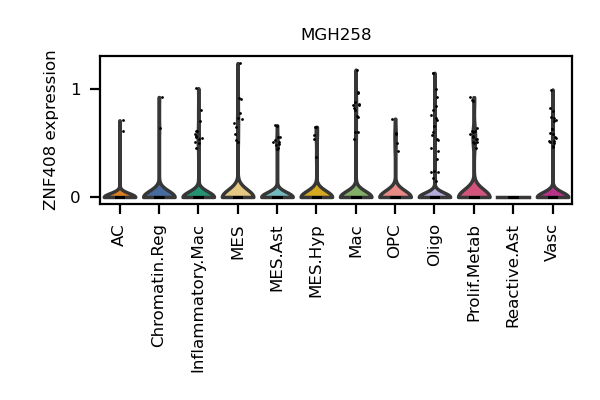 MGH258
ZNF408 expression
1
0
AC
Chromatin.Reg
Inflammatory.Mac
MES
MES.Ast
MES.Hyp
Mac
OPC
Oligo
Prolif.Metab
Reactive.Ast
Vasc